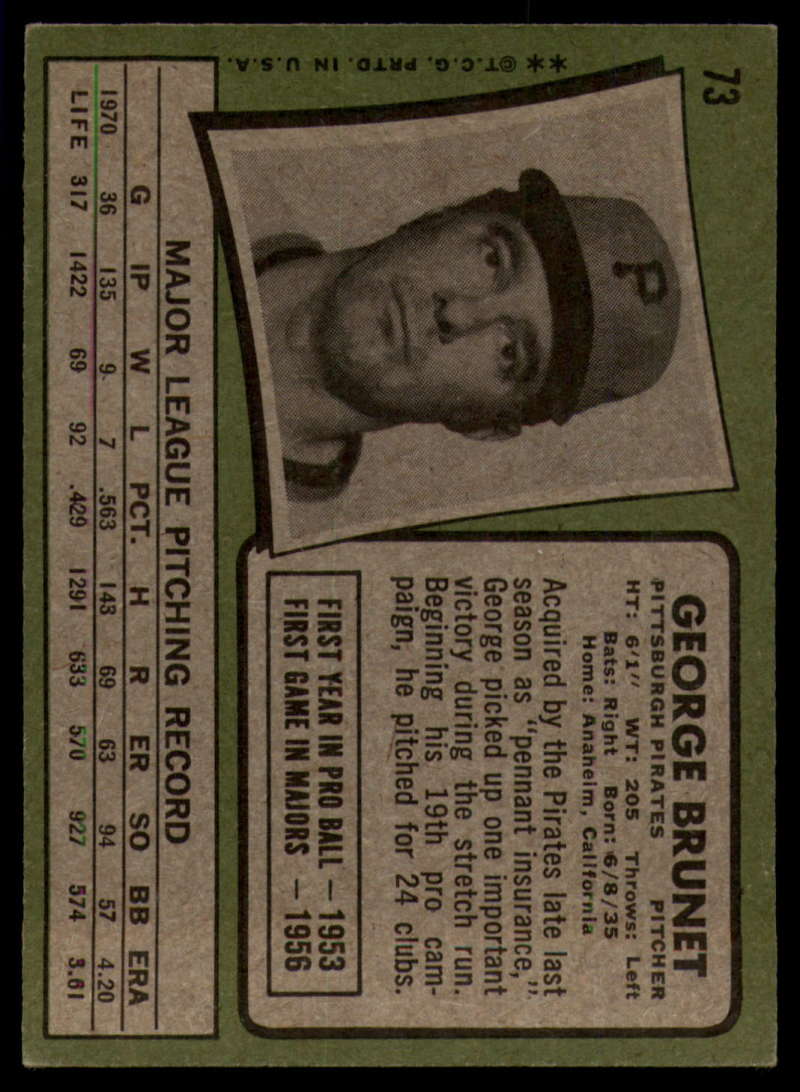 73
✱✱©T.C.G. PRTD. IN U.S.A.
P
GEORGE BRUNET
PITTSBURGH PIRATES PITCHER
HT: 6'1" WT: 205 Throws: Left
Bats: Right Born: 6/8/35
Home: Anaheim, California
Acquired by the Pirates late last
season as "pennant insurance,"
George picked up one important
victory during the stretch run.
Beginning his 19th pro cam-
paign, he pitched for 24 clubs.
FIRST YEAR IN PRO BALL — 1953
FIRST GAME IN MAJORS — 1956
MAJOR LEAGUE PITCHING RECORD
G IP W L PCT. H R ER SO BB ERA
1970 36 135 9 7 .563 143 69 63 94 57 4.20
LIFE 317 1422 69 92 .429 1291 633 570 927 574 3.61